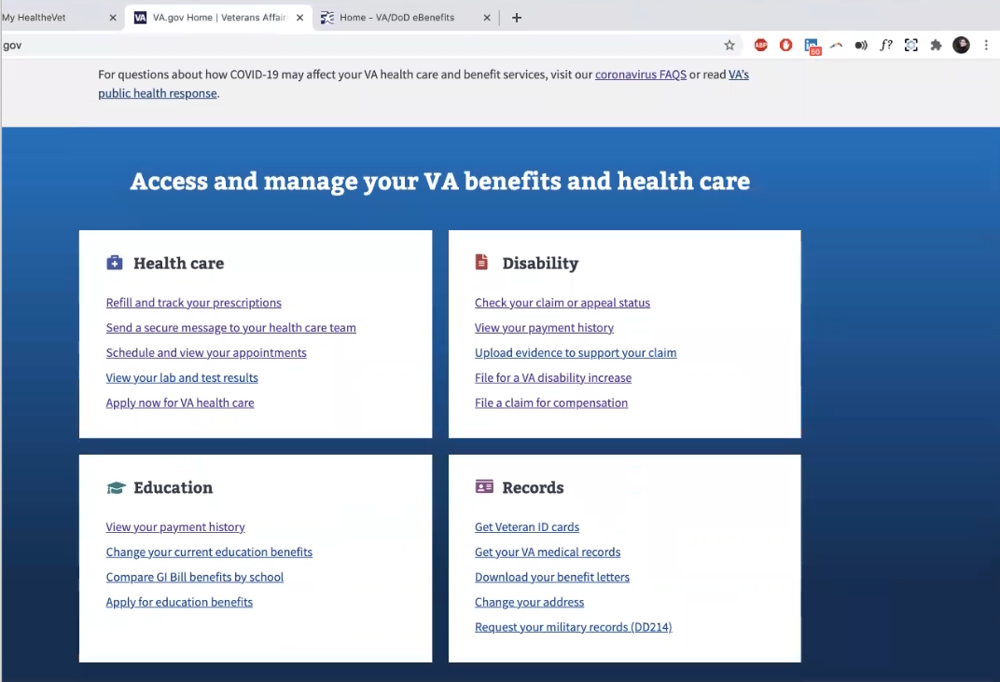 My HealtheVet
VA VA.gov Home | Veterans Affair
Home - VA/DoD eBenefits
gov
ABP
in
60
f?
For questions about how COVID-19 may affect your VA health care and benefit services, visit our coronavirus FAQS or read VA's
public health response.
Access and manage your VA benefits and health care
Health care
Refill and track your prescriptions
Send a secure message to your health care team
Schedule and view your appointments
View your lab and test results
Apply now for VA health care
Disability
Check your claim or appeal status
View your payment history
Upload evidence to support your claim
File for a VA disability increase
File a claim for compensation
Education
View your payment history
Change your current education benefits
Compare GI Bill benefits by school
Apply for education benefits
Records
Get Veteran ID cards
Get your VA medical records
Download your benefit letters
Change your address
Request your military records (DD214)